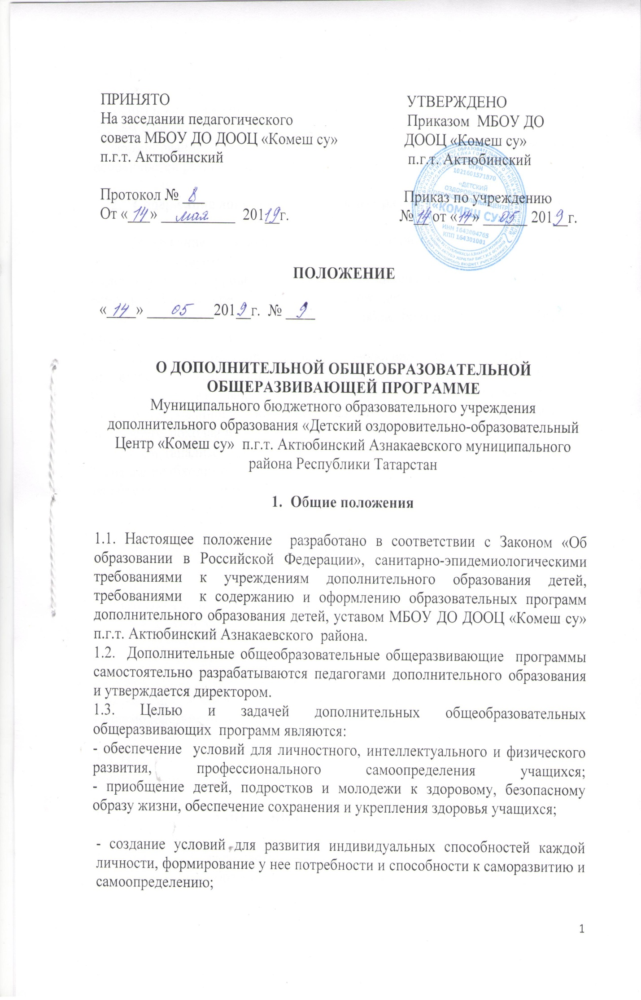 ПРИНЯТО
На заседании педагогического
совета МБОУ ДО ДООЦ «Комеш су»
п.г.т. Актюбинский
Протокол № 8
От «14» мая 20119г.
УТВЕРЖДЕНО
Приказом МБОУ ДО
ДООЦ «Комеш су»
п.г.т. Актюбинский
Приказ по учреждению
№ 14 от «14» 05 2019г.
ОГРН
1021601571870
«ДЕТСКИЙ
ОЗДОРОВИТЕЛЬНО-
ОБРАЗОВАТЕЛЬНЫЙ ЦЕНТР
«КОМЕШ СУ»
ИНН 1643004765
КПП 164301001
ПОЛОЖЕНИЕ
«14» 05 2019г. № 9
О ДОПОЛНИТЕЛЬНОЙ ОБЩЕОБРАЗОВАТЕЛЬНОЙ
ОБЩЕРАЗВИВАЮЩЕЙ ПРОГРАММЕ
Муниципального бюджетного образовательного учреждения
дополнительного образования «Детский оздоровительно-образовательный
Центр «Комеш су» п.г.т. Актюбинский Азнакаевского муниципального
района Республики Татарстан
1. Общие положения
1.1. Настоящее положение разработано в соответствии с Законом «Об
образовании в Российской Федерации», санитарно-эпидемиологическими
требованиями к учреждениям дополнительного образования детей,
требованиями к содержанию и оформлению образовательных программ
дополнительного образования детей, уставом МБОУ ДО ДООЦ «Комеш су»
п.г.т. Актюбинский Азнакаевского района.
1.2. Дополнительные общеобразовательные общеразвивающие программы
самостоятельно разрабатываются педагогами дополнительного образования
и утверждается директором.
1.3. Целью и задачей дополнительных общеобразовательных
общеразвивающих программ являются:
- обеспечение условий для личностного, интеллектуального и физического
развития, профессионального самоопределения учащихся;
- приобщение детей, подростков и молодежи к здоровому, безопасному
образу жизни, обеспечение сохранения и укрепления здоровья учащихся;
- создание условий для развития индивидуальных способностей каждой
личности, формирование у нее потребности и способности к саморазвитию и
самоопределению;
1